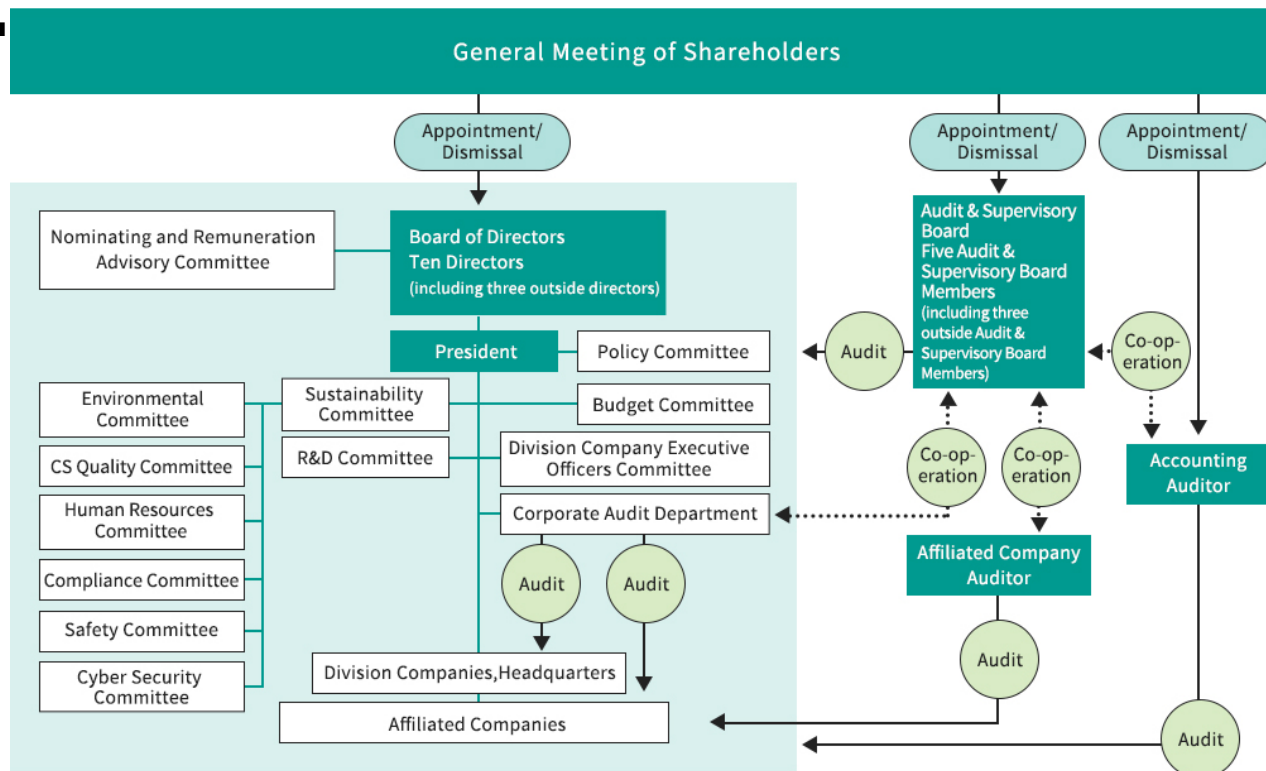 General Meeting of Shareholders
Appointment/
Dismissal
Appointment/
Dismissal
Appointment/
Dismissal
Nominating and Remuneration
Advisory Committee
Board of Directors
Ten Directors
(including three outside directors)
Audit & Supervisory
Board
Five Audit &
Supervisory Board
Members
(including three
outside Audit &
Supervisory Board
Members)
President
Policy Committee
Audit
Co-op-
eration
Environmental
Committee
Sustainability
Committee
Budget Committee
CS Quality Committee
R&D Committee
Division Company Executive
Officers Committee
Co-op-
eration
Co-op-
eration
Accounting
Auditor
Human Resources
Committee
Corporate Audit Department
Compliance Committee
Audit
Audit
Affiliated Company
Auditor
Safety Committee
Audit
Cyber Security
Committee
Division Companies,Headquarters
Affiliated Companies
Audit